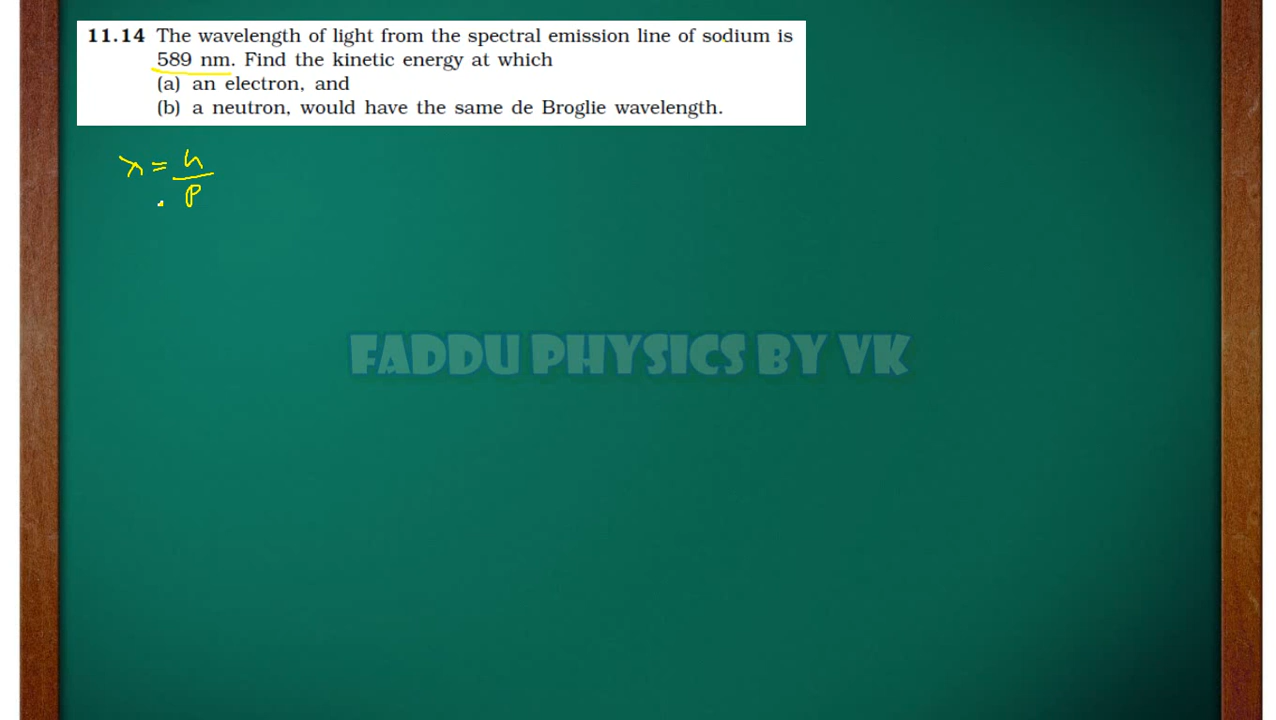 11.14 The wavelength of light from the spectral emission line of sodium is
589 nm. Find the kinetic energy at which
(a) an electron, and
(b) a neutron, would have the same de Broglie wavelength.
λ = h
P
FADDU PHYSICS BY VK